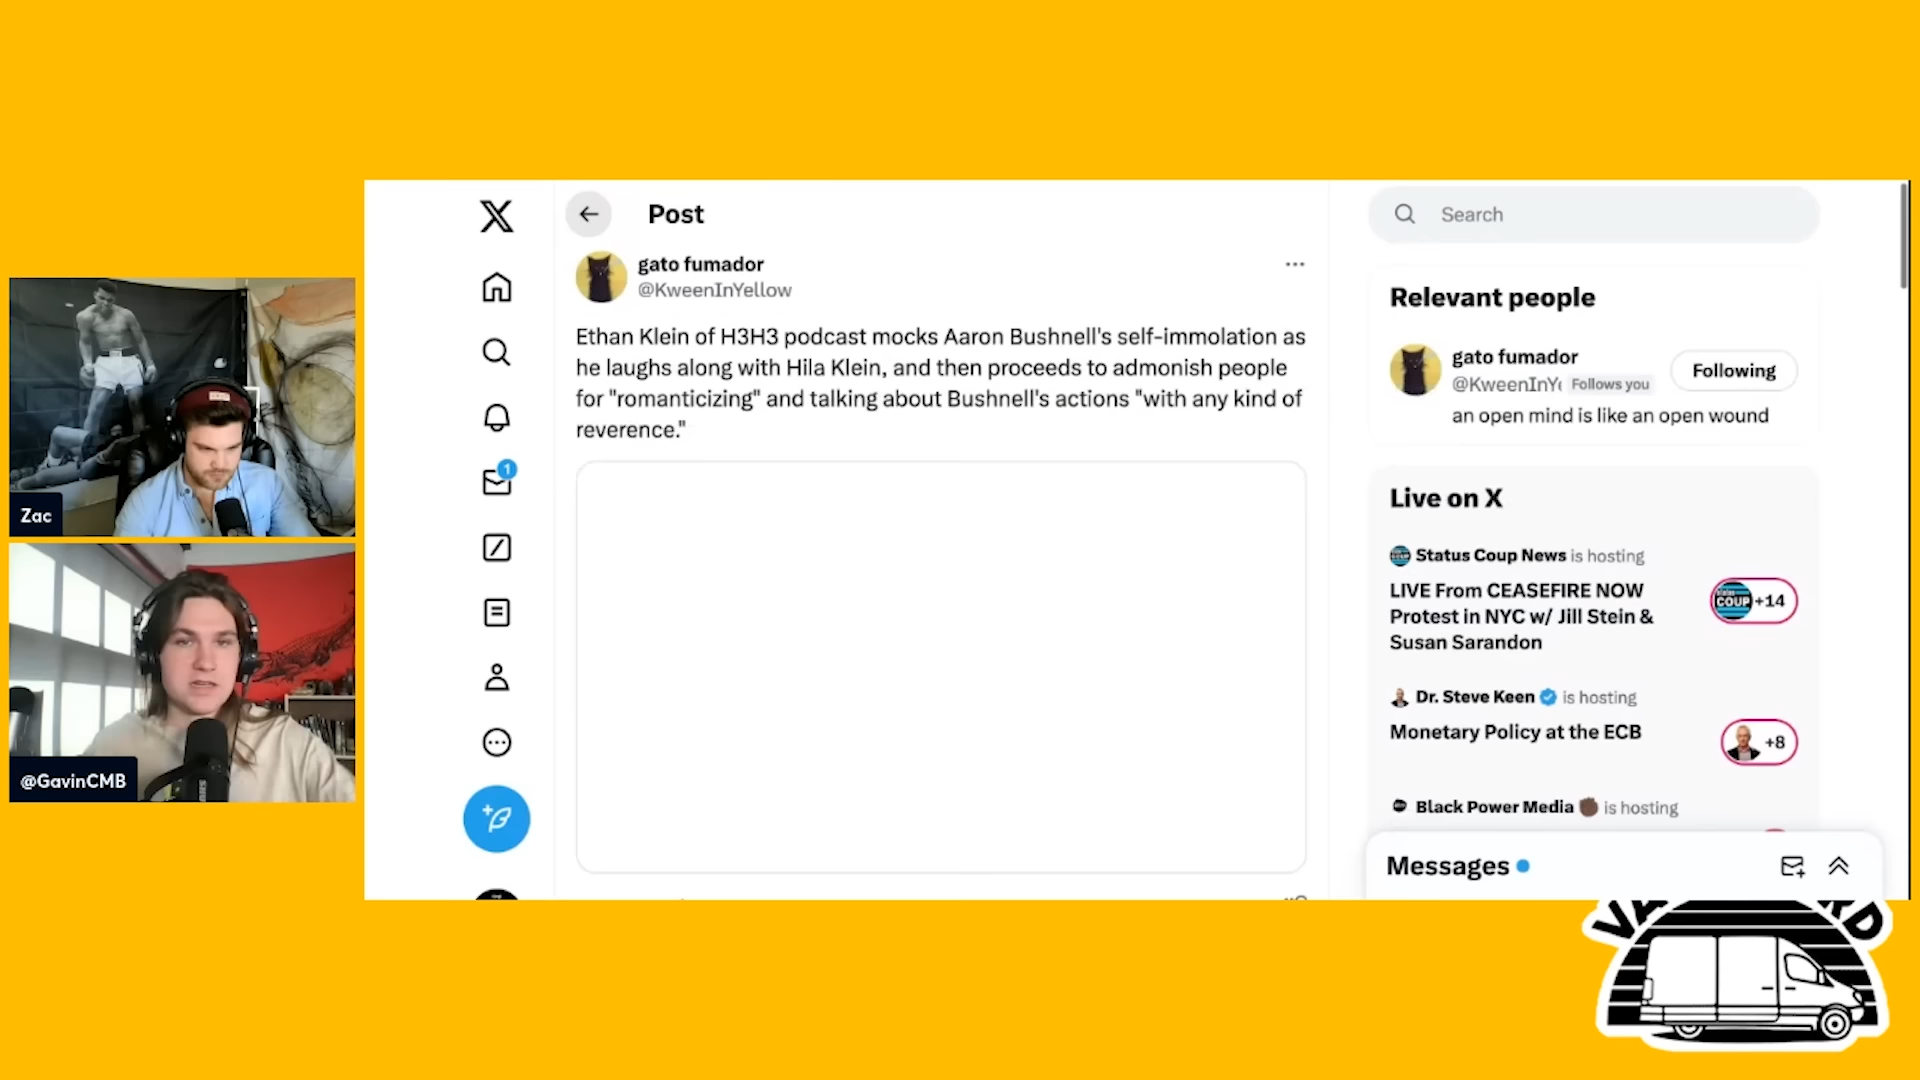 Post
gato fumador
@KweenInYellow
Ethan Klein of H3H3 podcast mocks Aaron Bushnell's self-immolation as
he laughs along with Hila Klein, and then proceeds to admonish people
for "romanticizing" and talking about Bushnell's actions "with any kind of
reverence."
1
Search
Relevant people
gato fumador
Following
@KweenInY Follows you
an open mind is like an open wound
Live on X
Status Coup News is hosting
LIVE From CEASEFIRE NOW
Protest in NYC w/ Jill Stein &
Susan Sarandon
COUP +14
Dr. Steve Keen is hosting
Monetary Policy at the ECB
+8
Black Power Media is hosting
Messages
Zac
@GavinCMB